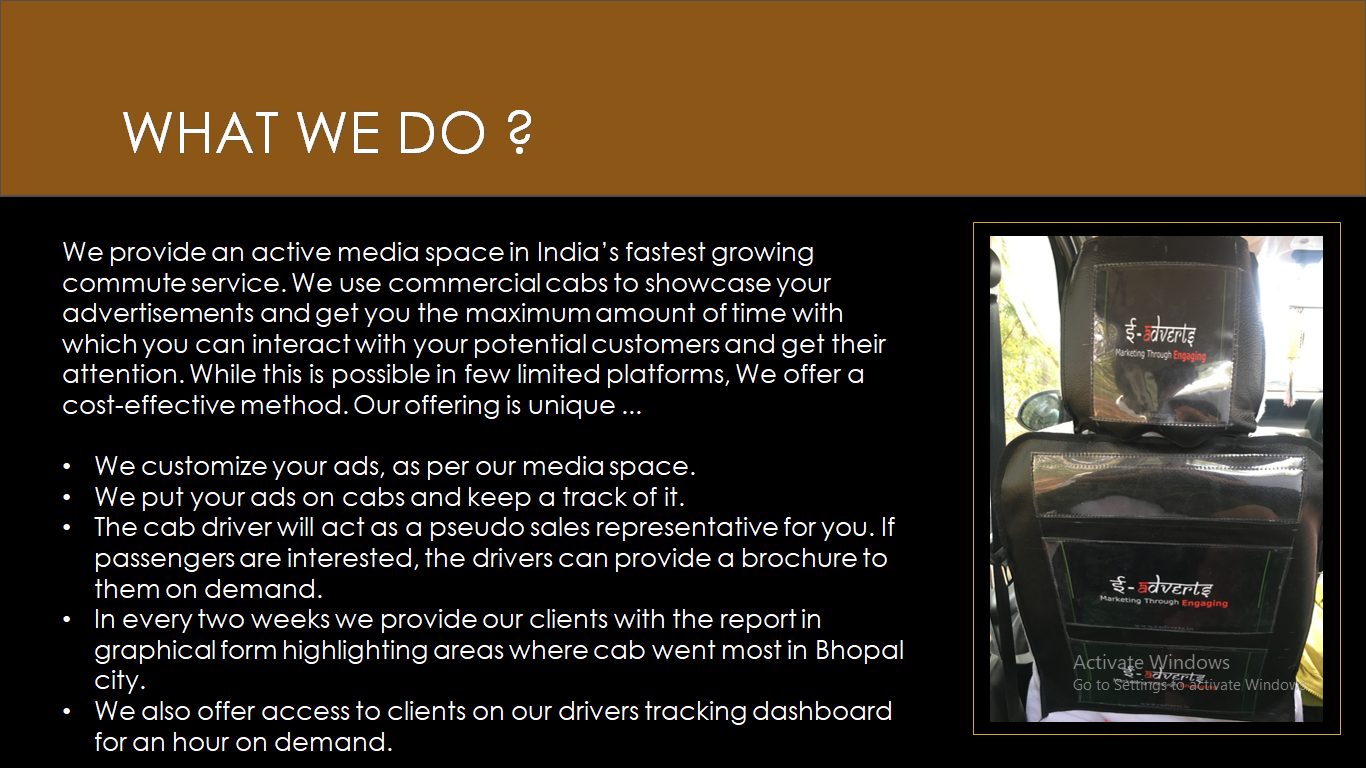 WHAT WE DO ?
We provide an active media space in India’s fastest growing
commute service. We use commercial cabs to showcase your
advertisements and get you the maximum amount of time with
which you can interact with your potential customers and get their
attention. While this is possible in few limited platforms, We offer a
cost-effective method. Our offering is unique ...
• We customize your ads, as per our media space.
• We put your ads on cabs and keep a track of it.
• The cab driver will act as a pseudo sales representative for you. If
passengers are interested, the drivers can provide a brochure to
them on demand.
• In every two weeks we provide our clients with the report in
graphical form highlighting areas where cab went most in Bhopal
city.
• We also offer access to clients on our drivers tracking dashboard
for an hour on demand.
ई-adverts
Marketing Through Engaging
ई-adverts
Marketing Through Engaging
Activate Windows
ई-adverts
Go to Settings to activate Windows.